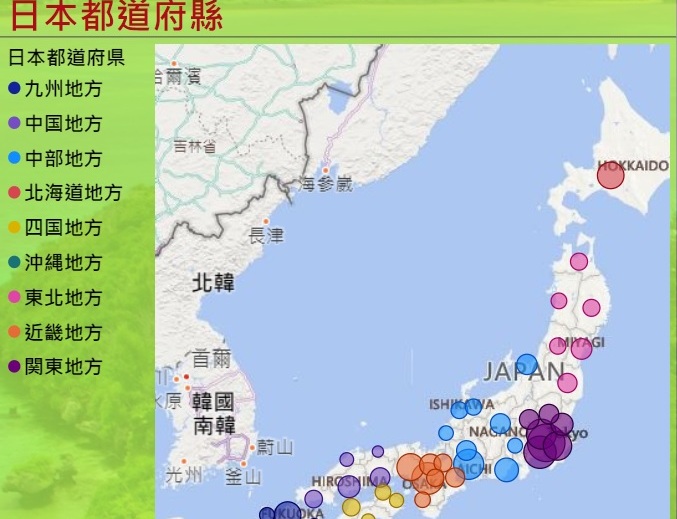 日本都道府縣
日本都道府県
九州地方
中国地方
中部地方
北海道地方
四国地方
沖縄地方
東北地方
近畿地方
関東地方
哈爾濱
吉林省
海參崴
長津
北韓
首爾
水原
韓國
南韓
蔚山
光州
釜山
HOKKAIDO
MIYAGI
JAPAN
ISHIKAWA
NAGANO
AICHI
HIROSHIMA
FUKUOKA